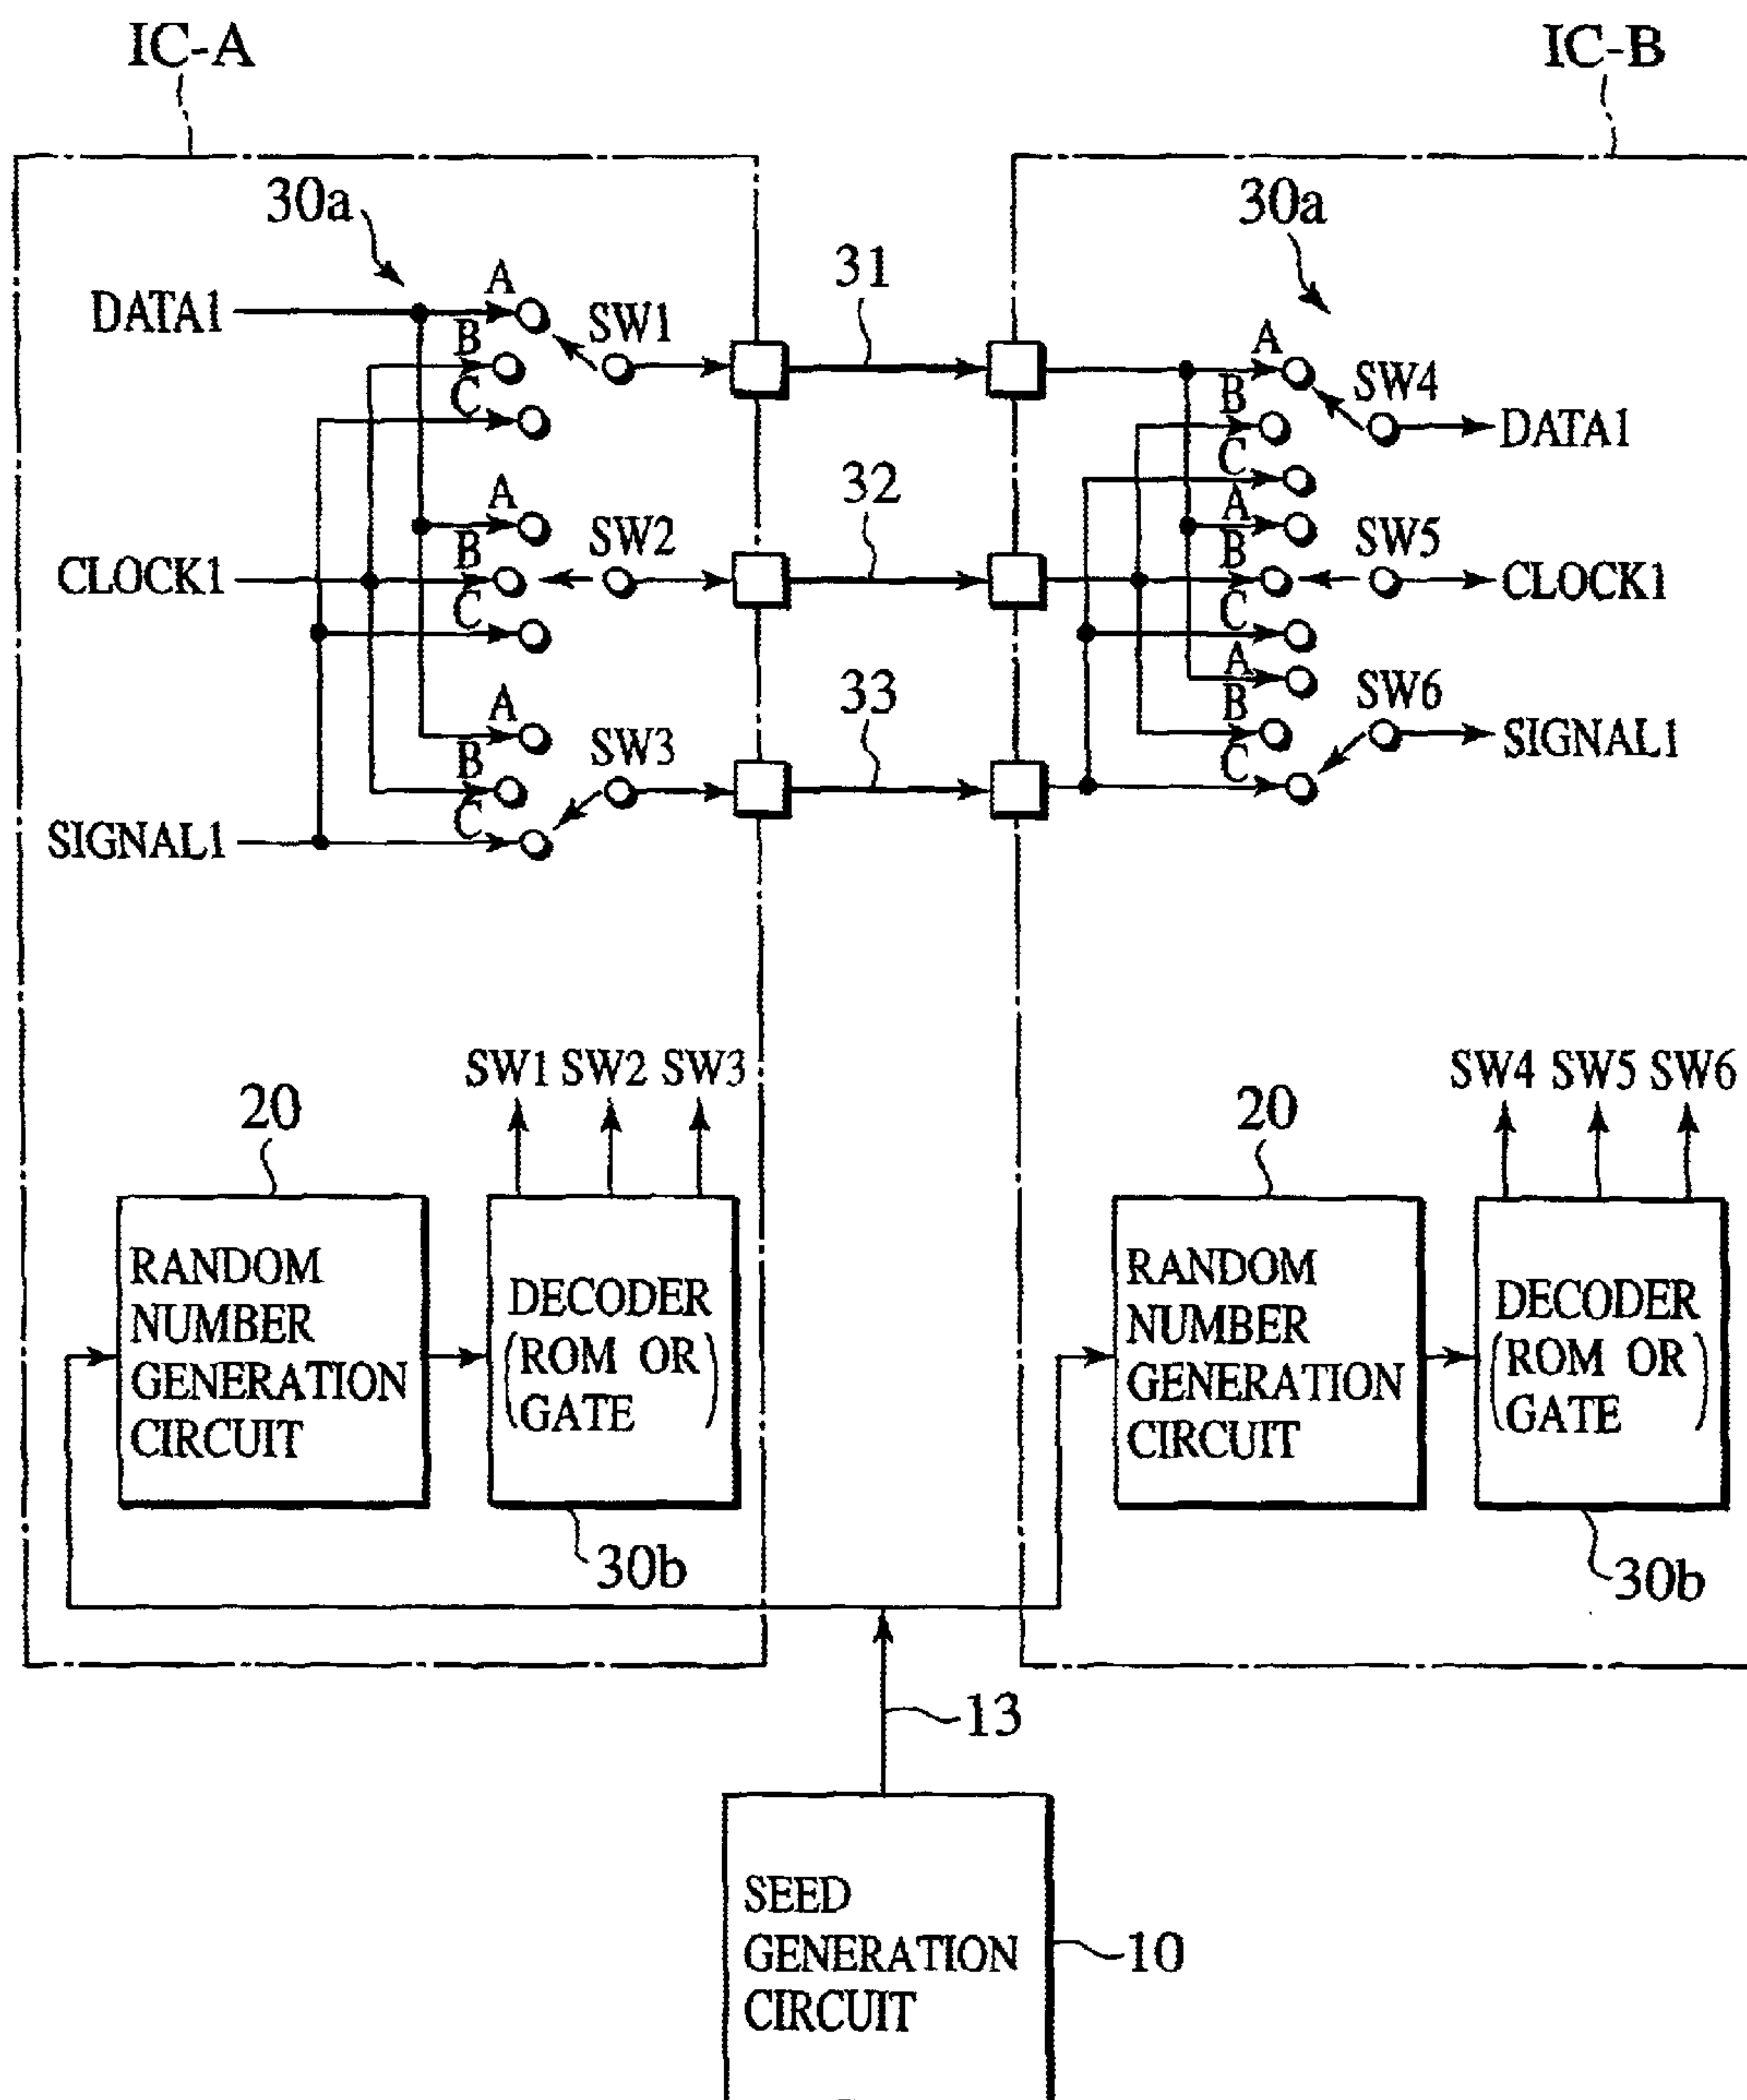 IC-A
IC-B
30a
30a
DATA1
A
B
C
SW1
31
A
B
C
SW4
DATA1
CLOCK1
A
B
C
SW2
32
A
B
C
SW5
CLOCK1
SIGNAL1
A
B
C
SW3
33
A
B
C
SW6
SIGNAL1
SW1 SW2 SW3
SW4 SW5 SW6
20
RANDOM
NUMBER
GENERATION
CIRCUIT
DECODER
(ROM OR
GATE)
30b
20
RANDOM
NUMBER
GENERATION
CIRCUIT
DECODER
(ROM OR
GATE)
30b
13
SEED
GENERATION
CIRCUIT
10